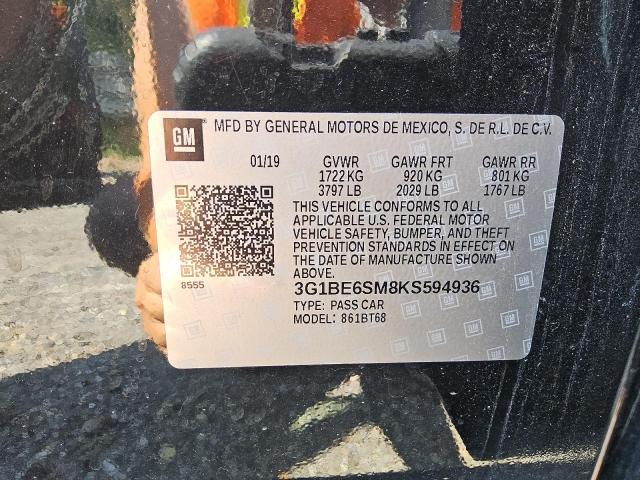 GM MFD BY GENERAL MOTORS DE MEXICO, S. DE R.L. DE C.V.
01/19 GVWR GAWR FRT GAWR RR
1722 KG 920 KG 801 KG
3797 LB 2029 LB 1767 LB
THIS VEHICLE CONFORMS TO ALL
APPLICABLE U.S. FEDERAL MOTOR
VEHICLE SAFETY, BUMPER, AND THEFT
PREVENTION STANDARDS IN EFFECT ON
THE DATE OF MANUFACTURE SHOWN
ABOVE.
8555
3G1BE6SM8KS594936
TYPE: PASS CAR
MODEL: 861BT68